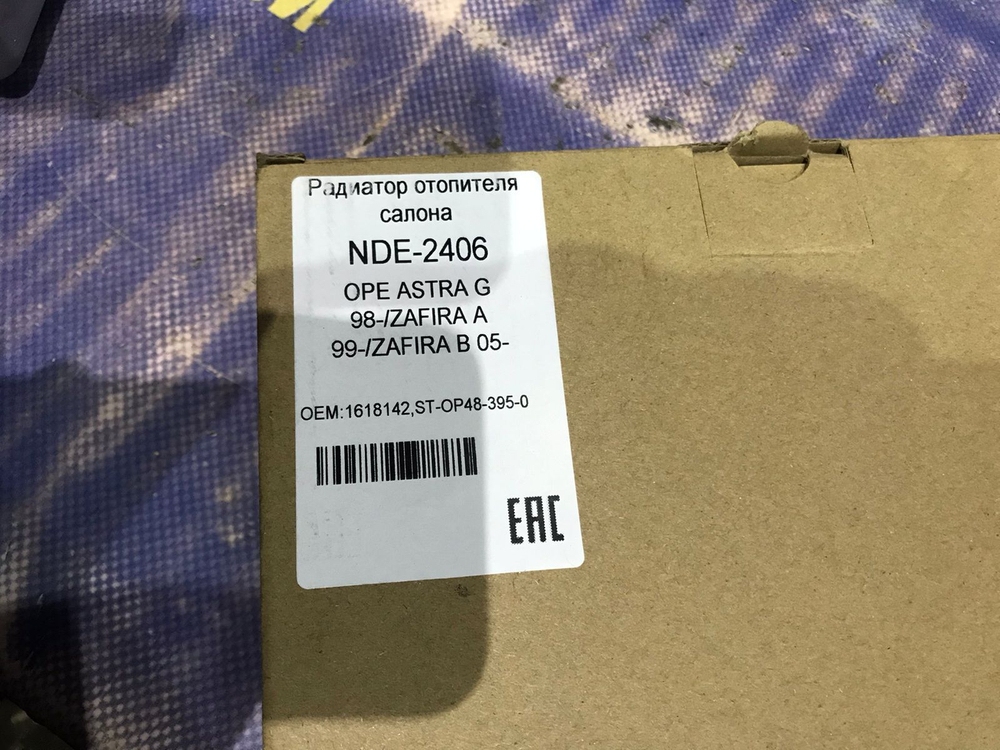 Радиатор отопителя
салона
NDE-2406
OPE ASTRA G
98-/ZAFIRA A
99-/ZAFIRA B 05-
OEM:1618142,ST-OP48-395-0
EAC